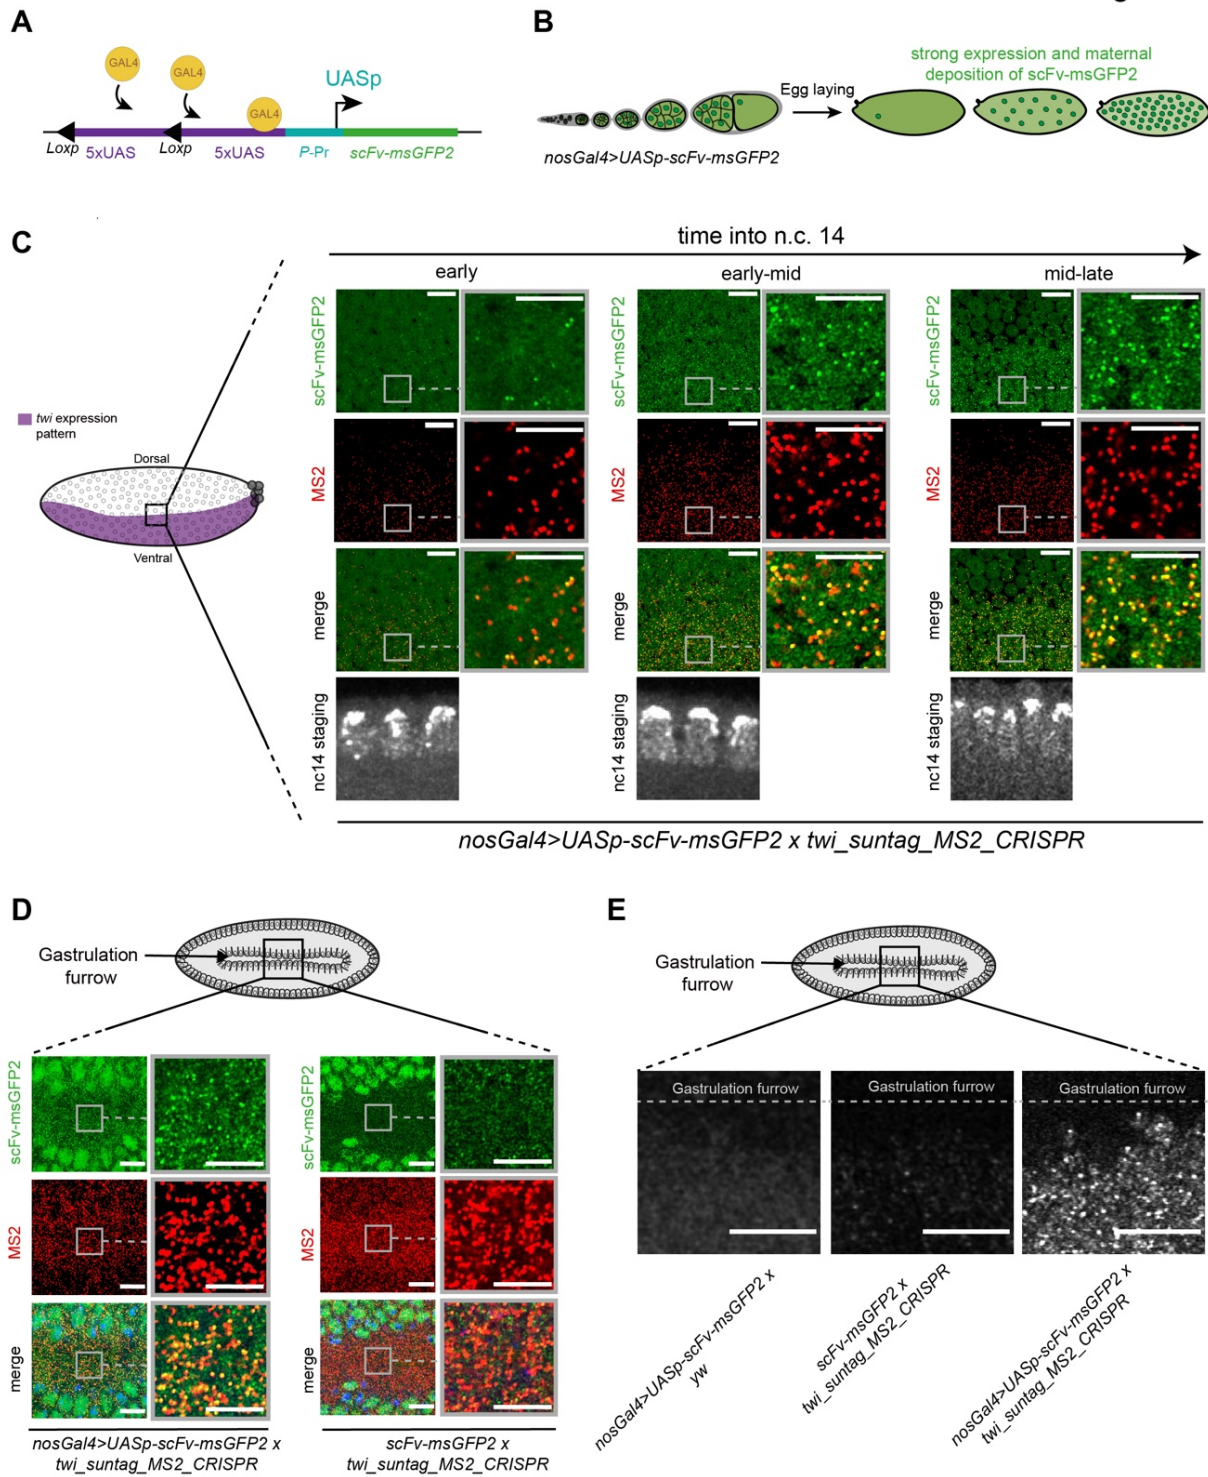 A
GAL4
GAL4
GAL4
UASp
Loxp
5xUAS
Loxp
5xUAS
P-Pr
scFv-msGFP2
B
strong expression and maternal
deposition of scFv-msGFP2
Egg laying
nosGal4>UASp-scFv-msGFP2
C
time into n.c. 14
early
early-mid
mid-late
scFv-msGFP2
scFv-msGFP2
scFv-msGFP2
twi expression
pattern
Dorsal
Ventral
MS2
MS2
MS2
merge
merge
merge
nc14 staging
nc14 staging
nc14 staging
nosGal4>UASp-scFv-msGFP2 x twi_suntag_MS2_CRISPR
D
Gastrulation
furrow
scFv-msGFP2
scFv-msGFP2
MS2
MS2
merge
merge
nosGal4>UASp-scFv-msGFP2 x
twi_suntag_MS2_CRISPR
scFv-msGFP2 x
twi_suntag_MS2_CRISPR
E
Gastrulation
furrow
Gastrulation furrow
Gastrulation furrow
Gastrulation furrow
nosGal4>UASp-scFv-msGFP2 x
yw
scFv-msGFP2 x
twi_suntag_MS2_CRISPR
nosGal4>UASp-scFv-msGFP2 x
twi_suntag_MS2_CRISPR